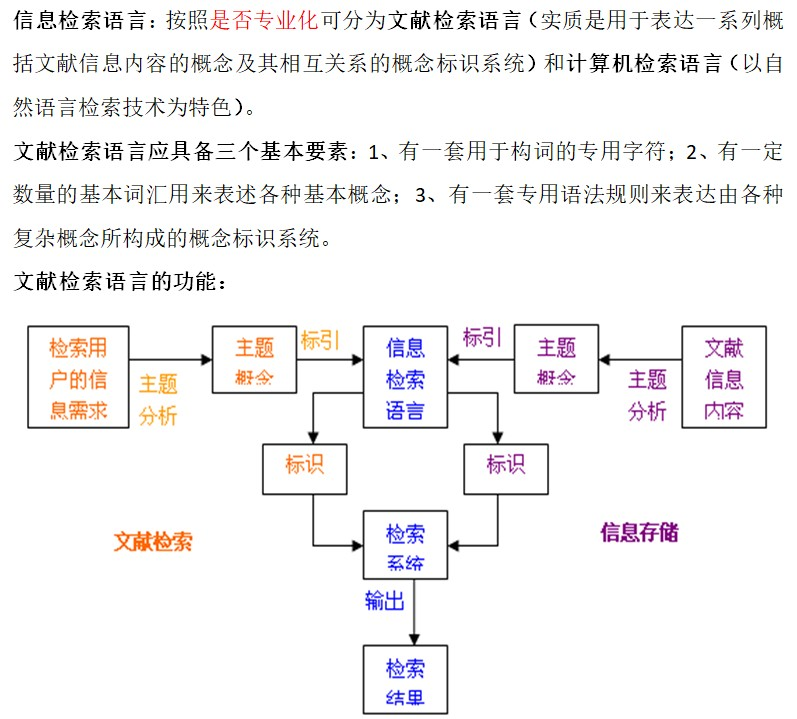 信息检索语言：按照是否专业化可分为文献检索语言（实质是用于表达一系列概
括文献信息内容的概念及其相互关系的概念标识系统）和计算机检索语言（以自
然语言检索技术为特色）。
文献检索语言应具备三个基本要素：1、有一套用于构词的专用字符；2、有一定
数量的基本词汇用来表述各种基本概念；3、有一套专用语法规则来表达由各种
复杂概念所构成的概念标识系统。
文献检索语言的功能：
检索用
户的信
息需求
主题
分析
主题
概念
标引
信息
检索
语言
标引
主题
概念
主题
分析
文献
信息
内容
标识
标识
文献检索
检索
系统
信息存储
输出
检索
结果